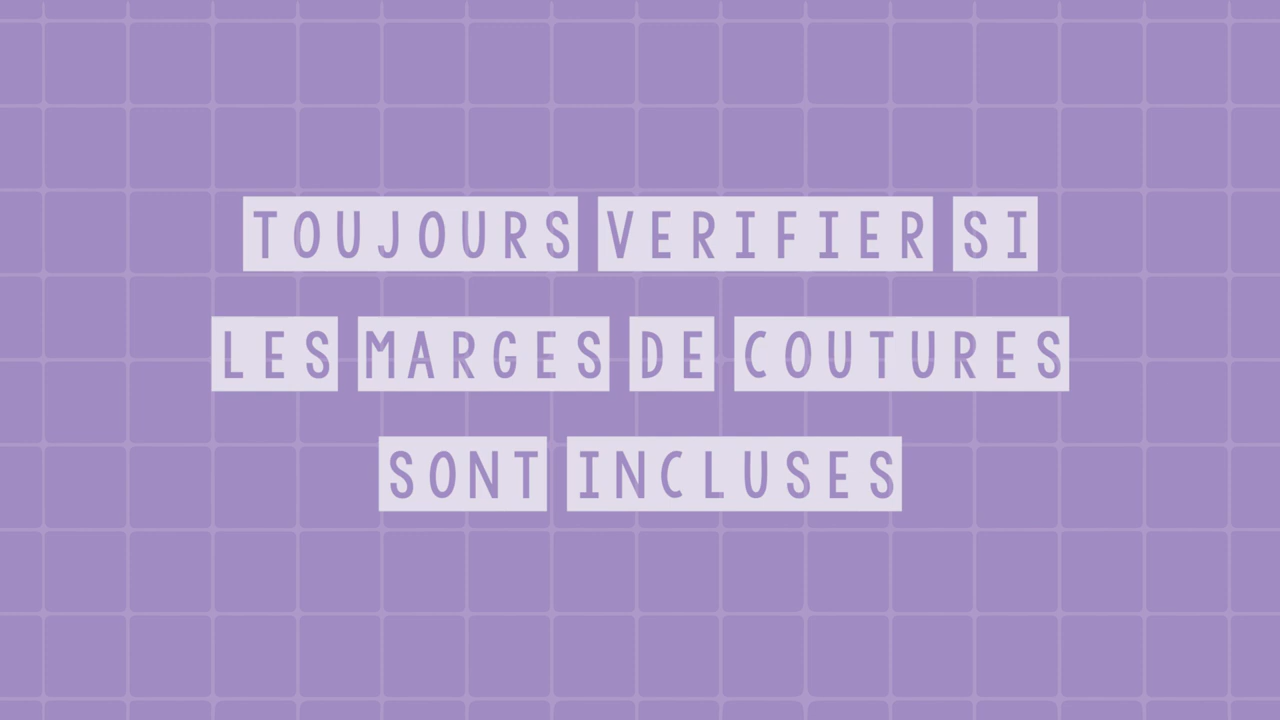 TOUJOURS VERIFIER SI
LES MARGES DE COUTURES
SONT INCLUSES